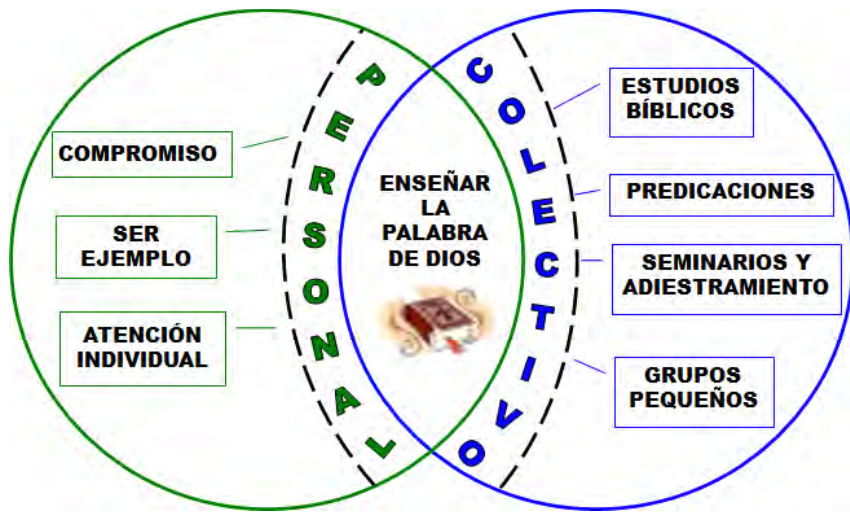 PERSONAL
COMPROMISO
SER
EJEMPLO
ATENCIÓN
INDIVIDUAL
ENSEÑAR
LA
PALABRA
DE DIOS
COLECTIVO
ESTUDIOS
BÍBLICOS
PREDICACIONES
SEMINARIOS Y
ADIESTRAMIENTO
GRUPOS
PEQUEÑOS